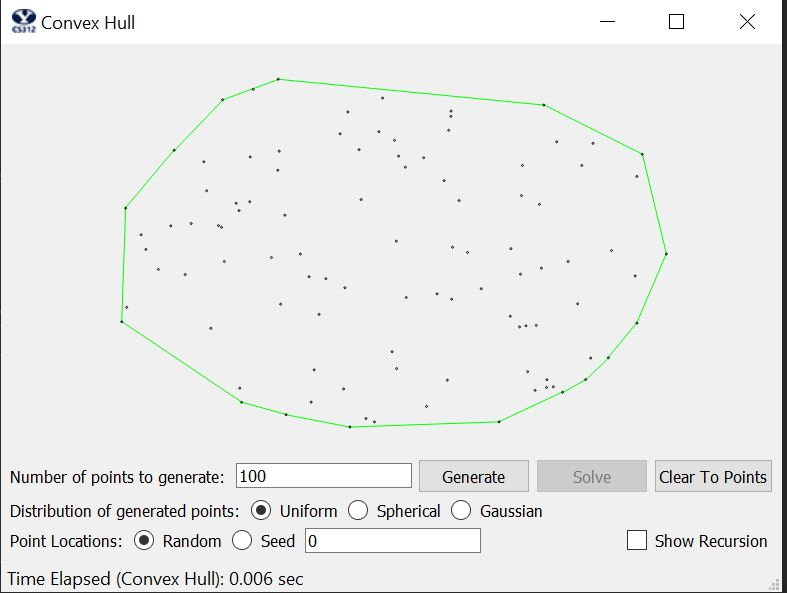 CS312 Convex Hull
Number of points to generate: 100 Generate Solve Clear To Points
Distribution of generated points: Uniform Spherical Gaussian
Point Locations: Random Seed 0 Show Recursion
Time Elapsed (Convex Hull): 0.006 sec